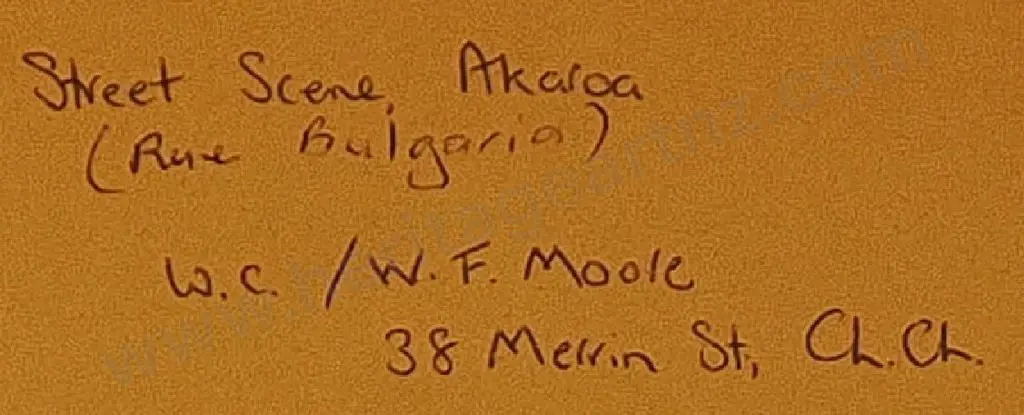 Street Scene, Akaroa
(Rue Bulgaria)
W.C. / W. F. Moore
38 Merrin St, Ch.Ch.